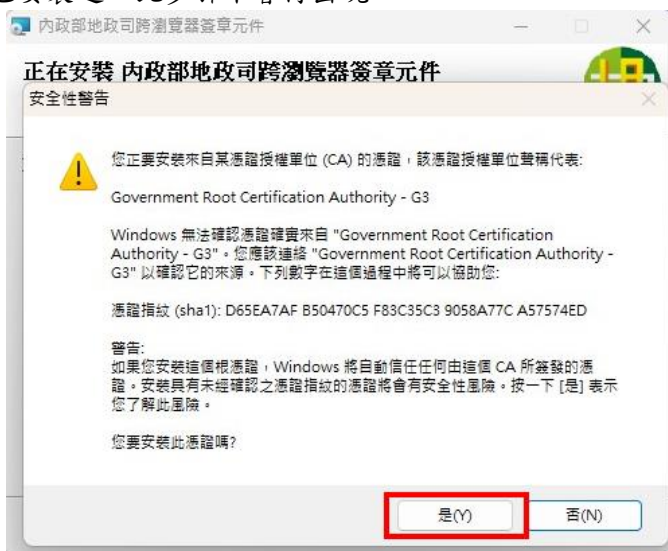 內政部地政司跨瀏覽器簽章元件
正在安裝 內政部地政司跨瀏覽器簽章元件
安全性警告
您正要安裝來自某憑證授權單位 (CA) 的憑證，該憑證授權單位聲稱代表:
Government Root Certification Authority - G3
Windows 無法確認憑證確實來自 "Government Root Certification
Authority - G3"。您應該連絡 "Government Root Certification Authority -
G3" 以確認它的來源。下列數字在這個過程中將可以協助您:
憑證指紋 (sha1): D65EA7AF B50470C5 F83C35C3 9058A77C A57574ED
警告:
如果您安裝這個根憑證，Windows 將自動信任任何由這個 CA 所簽發的憑
證。安裝具有未經確認之憑證指紋的憑證將會有安全性風險。按一下 [是] 表示
您了解此風險。
您要安裝此憑證嗎?
是(Y)
否(N)